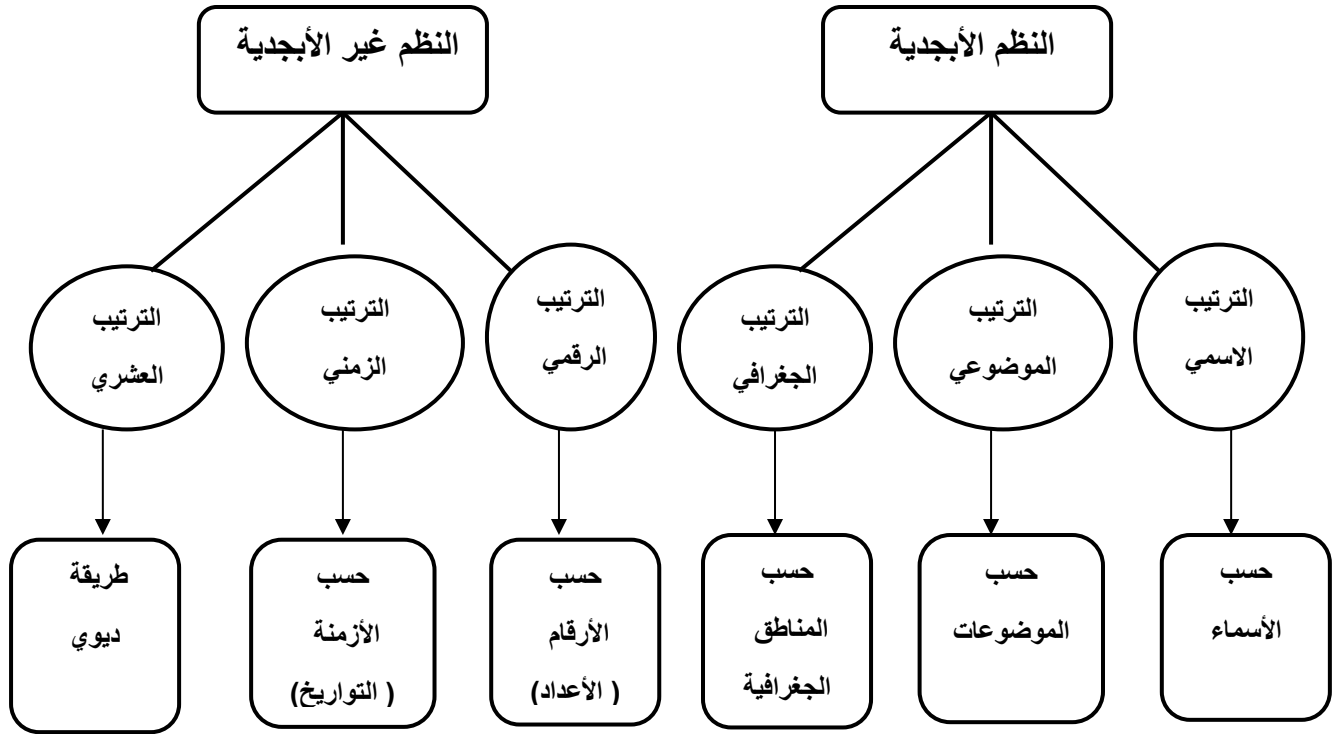 النظم الأبجدية
النظم غير الأبجدية
الترتيب
الاسمي
الترتيب
الموضوعي
الترتيب
الجغرافي
الترتيب
الرقمي
الترتيب
الزمني
الترتيب
العشري
حسب
الأسماء
حسب
الموضوعات
حسب
المناطق
الجغرافية
حسب
الأرقام
( الأعداد)
حسب
الأزمنة
( التواريخ)
طريقة
ديوي